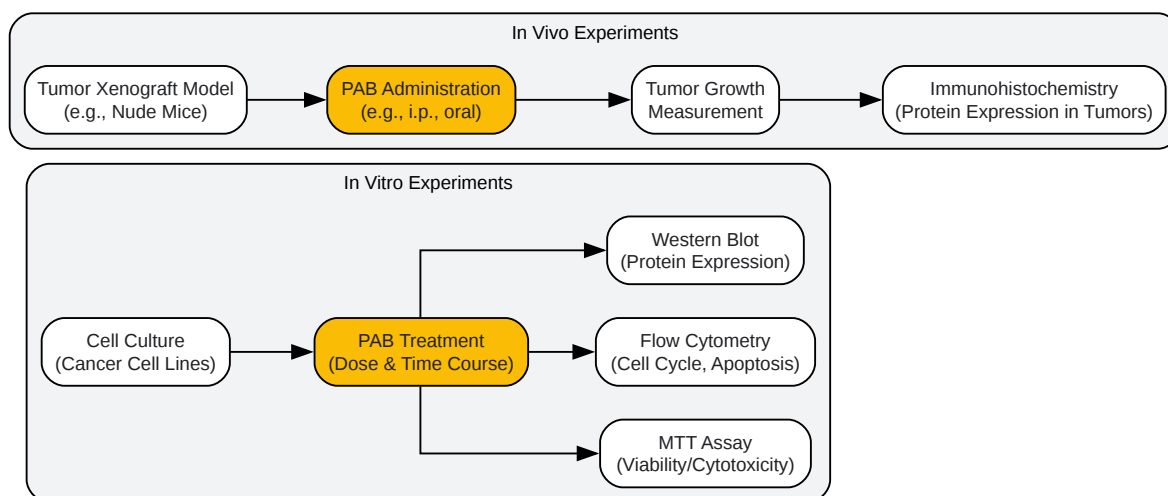 In Vivo Experiments
Tumor Xenograft Model
(e.g., Nude Mice)
PAB Administration
(e.g., i.p., oral)
Tumor Growth
Measurement
Immunohistochemistry
(Protein Expression in Tumors)
In Vitro Experiments
Western Blot
(Protein Expression)
Cell Culture
(Cancer Cell Lines)
PAB Treatment
(Dose & Time Course)
Flow Cytometry
(Cell Cycle, Apoptosis)
MTT Assay
(Viability/Cytotoxicity)